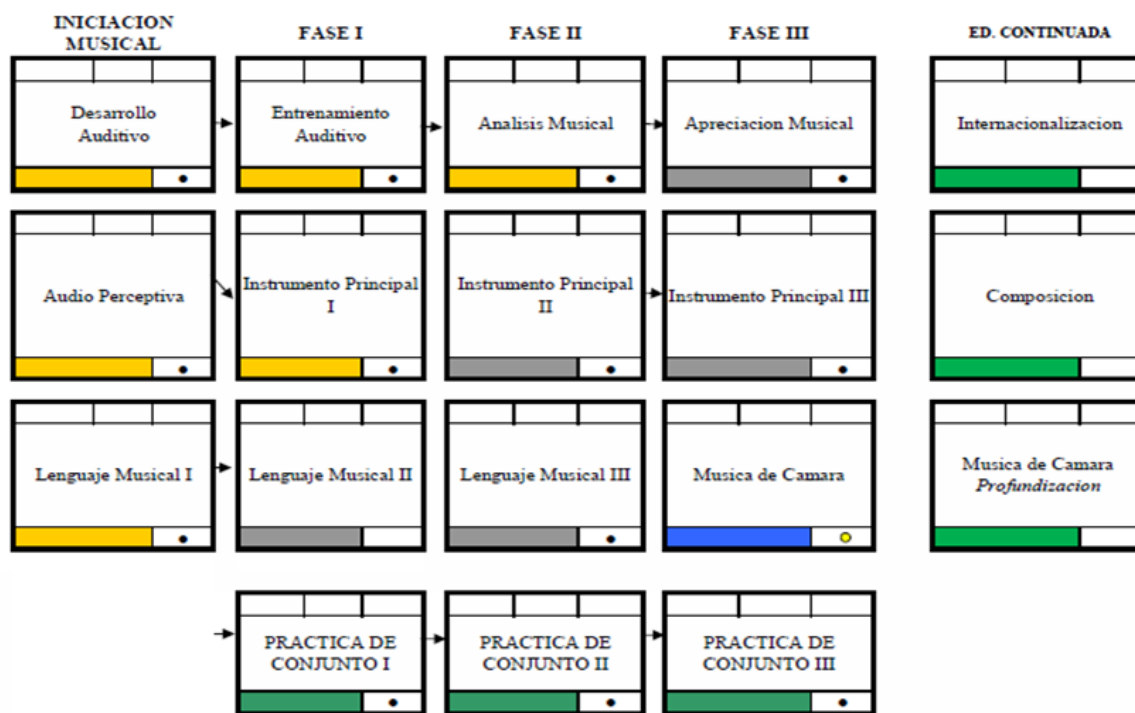 INICIACION
MUSICAL
FASE I
FASE II
FASE III
ED. CONTINUADA
Desarrollo
Auditivo
Entrenamiento
Auditivo
Analisis Musical
Apreciacion Musical
Internacionalizacion
Audio Perceptiva
Instrumento Principal
I
Instrumento Principal
II
Instrumento Principal III
Composicion
Lenguaje Musical I
Lenguaje Musical II
Lenguaje Musical III
Musica de Camara
Musica de Camara
Profundizacion
PRACTICA DE
CONJUNTO I
PRACTICA DE
CONJUNTO II
PRACTICA DE
CONJUNTO III